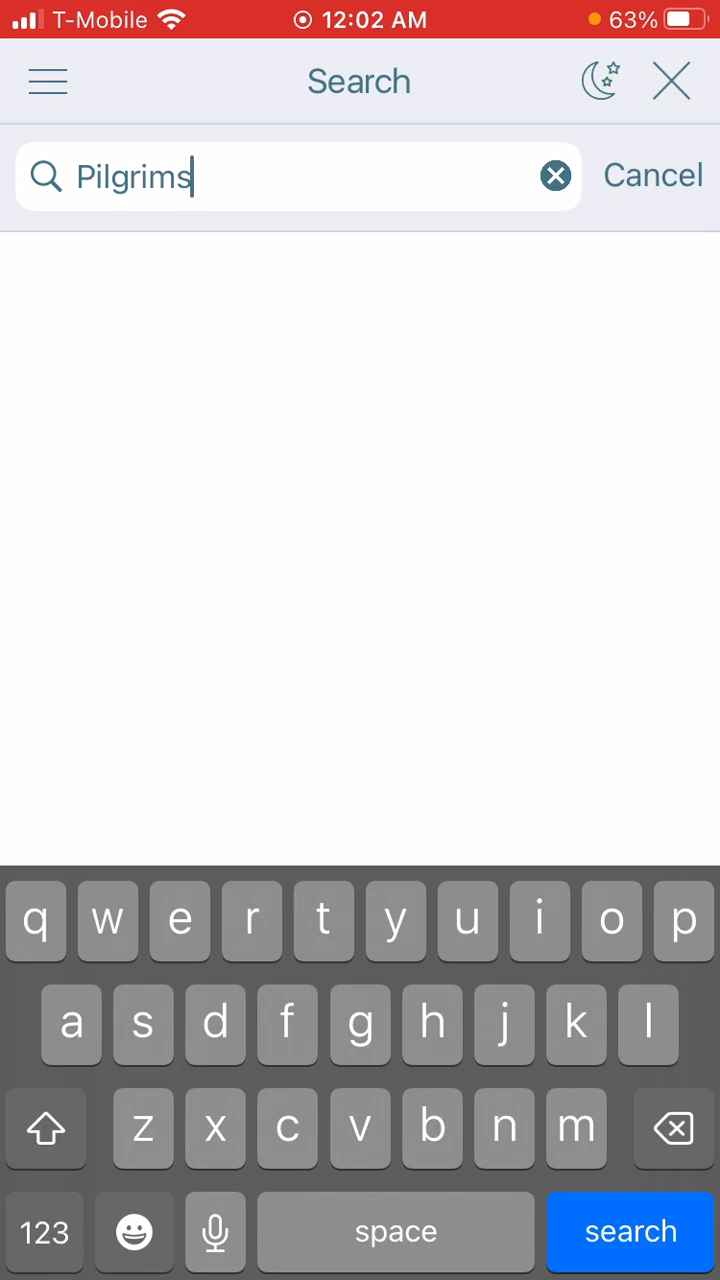 T-Mobile 12:02 AM 63%
Search
Pilgrims Cancel
q w e r t y u i o p
a s d f g h j k l
z x c v b n m
123 space search